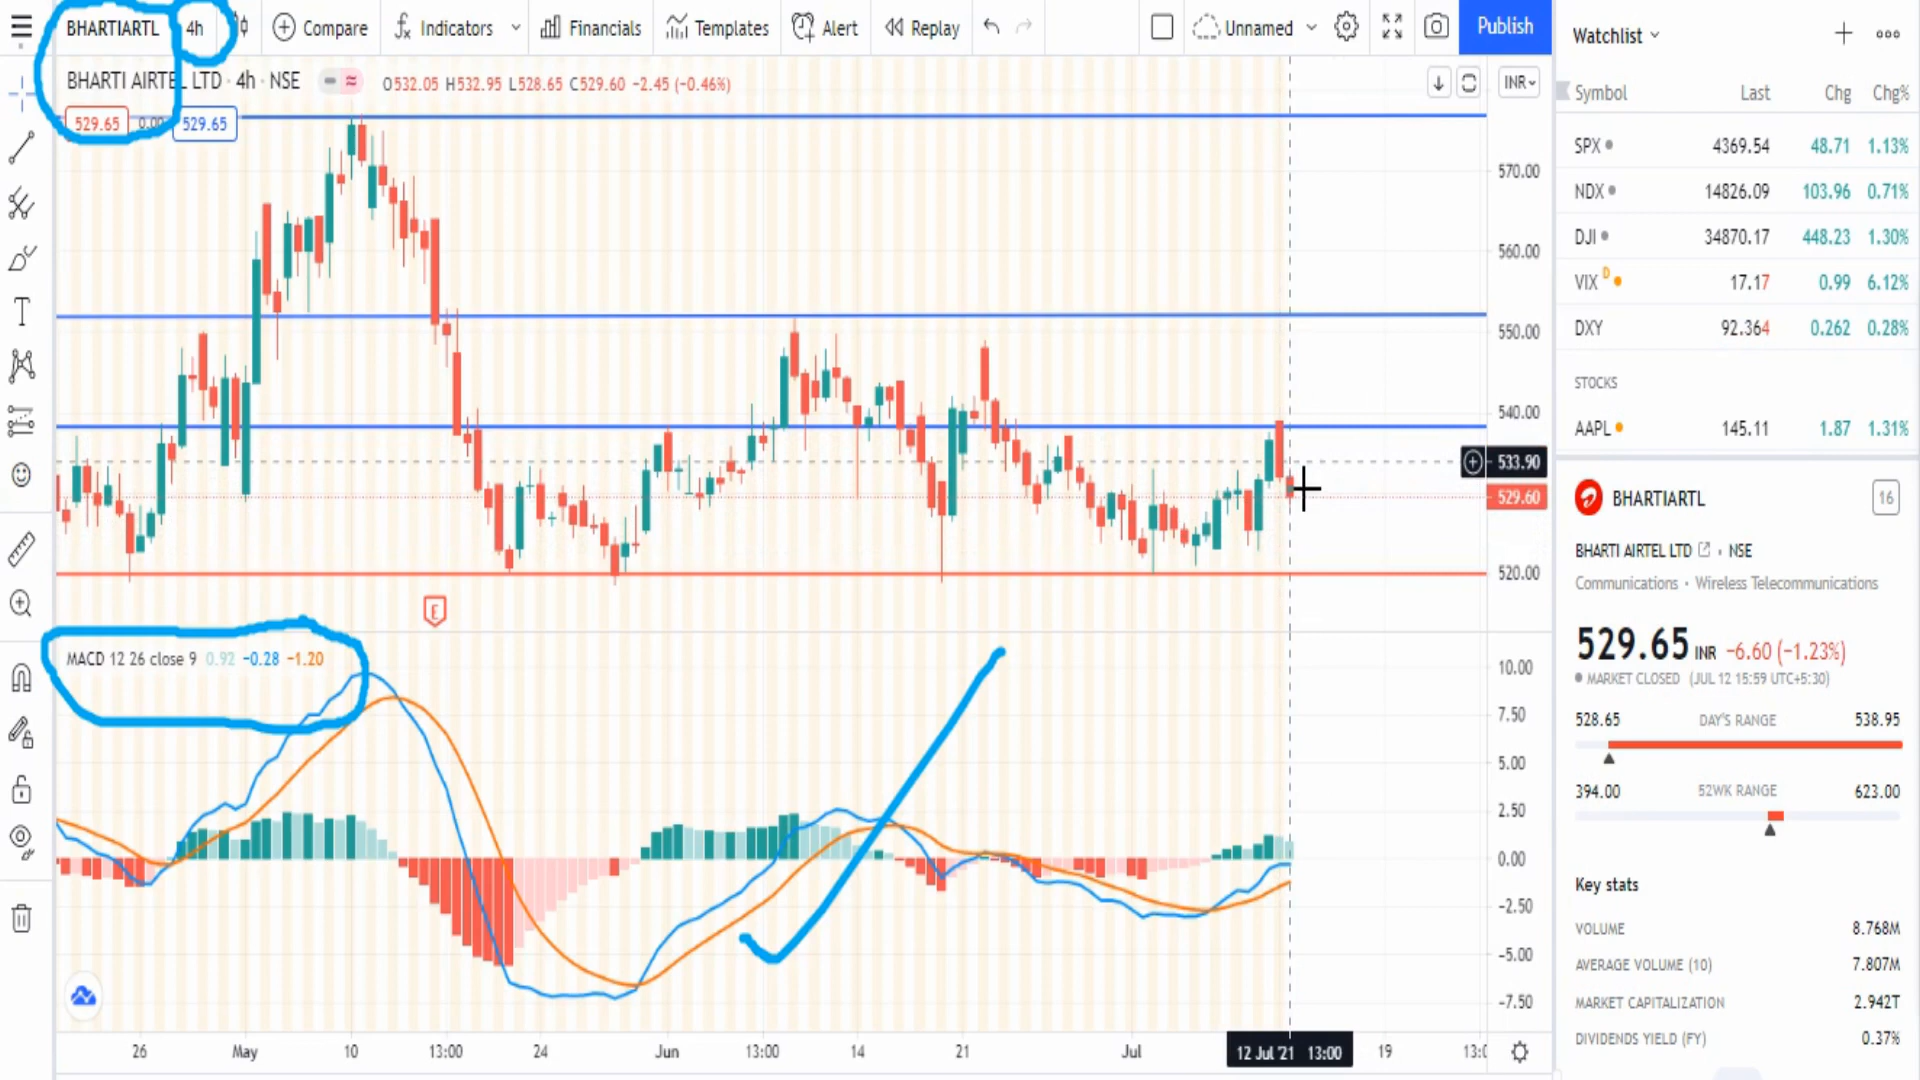 BHARTIARTL 4h Compare Indicators Financials Templates Alert Replay Unnamed Publish
BHARTI AIRTEL LTD · 4h · NSE O532.05 H532.95 L528.65 C529.60 −2.45 (−0.46%) INR
529.65 0.00 529.65
570.00
560.00
550.00
540.00
533.90
529.60
520.00
E
MACD 12 26 close 9 0.92 −0.28 −1.20
10.00
7.50
5.00
2.50
0.00
−2.50
−5.00
−7.50
26 May 10 13:00 24 Jun 13:00 14 21 Jul 12 Jul '21 13:00 19
Watchlist
Symbol Last Chg Chg%
SPX 4369.54 48.71 1.13%
NDX 14826.09 103.96 0.71%
DJI 34870.17 448.23 1.30%
VIX D 17.17 0.99 6.12%
DXY 92.364 0.262 0.28%
STOCKS
AAPL 145.11 1.87 1.31%
BHARTIARTL 16
BHARTI AIRTEL LTD · NSE
Communications · Wireless Telecommunications
529.65 INR −6.60 (−1.23%)
MARKET CLOSED (JUL 12 15:59 UTC+5:30)
528.65 DAY'S RANGE 538.95
394.00 52WK RANGE 623.00
Key stats
VOLUME 8.768M
AVERAGE VOLUME (10) 7.807M
MARKET CAPITALIZATION 2.942T
DIVIDENDS YIELD (FY) 0.37%